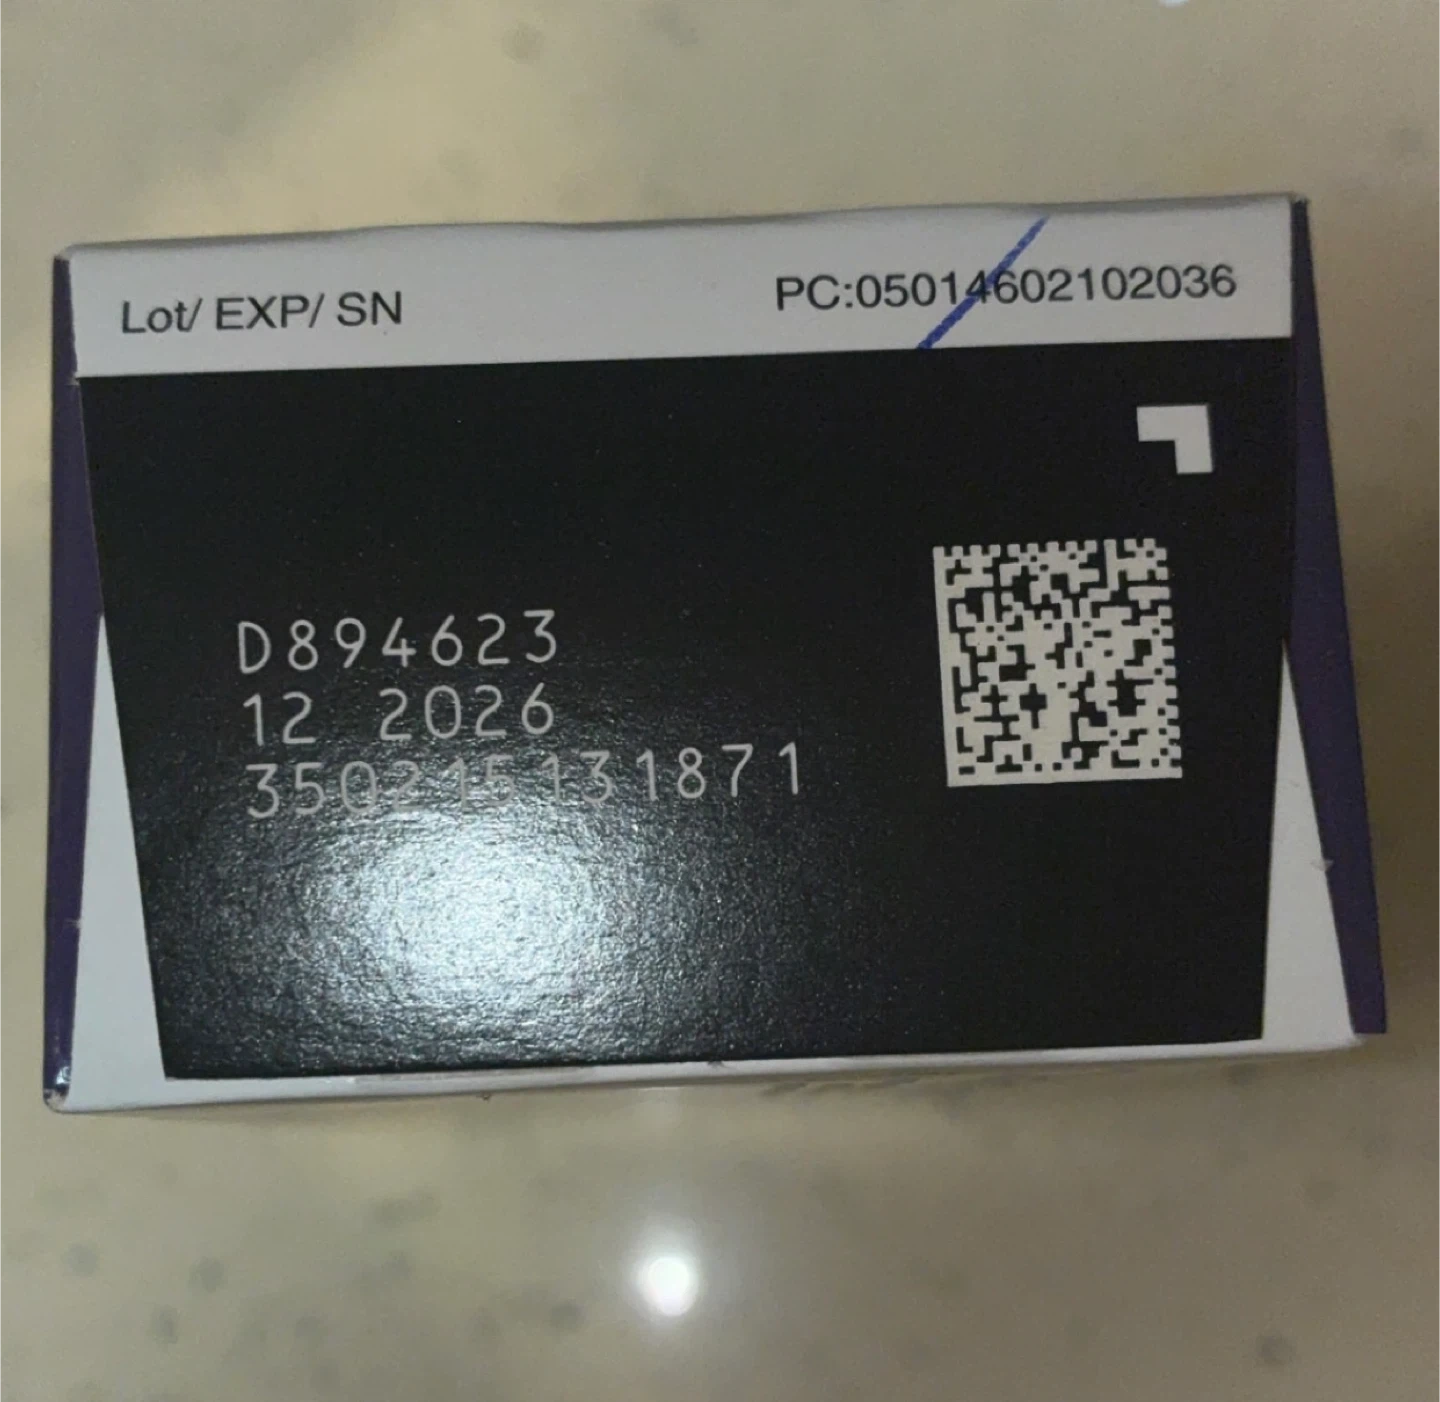 Lot/ EXP/ SN
PC:05014602102036
D894623
12 2026
350215131871